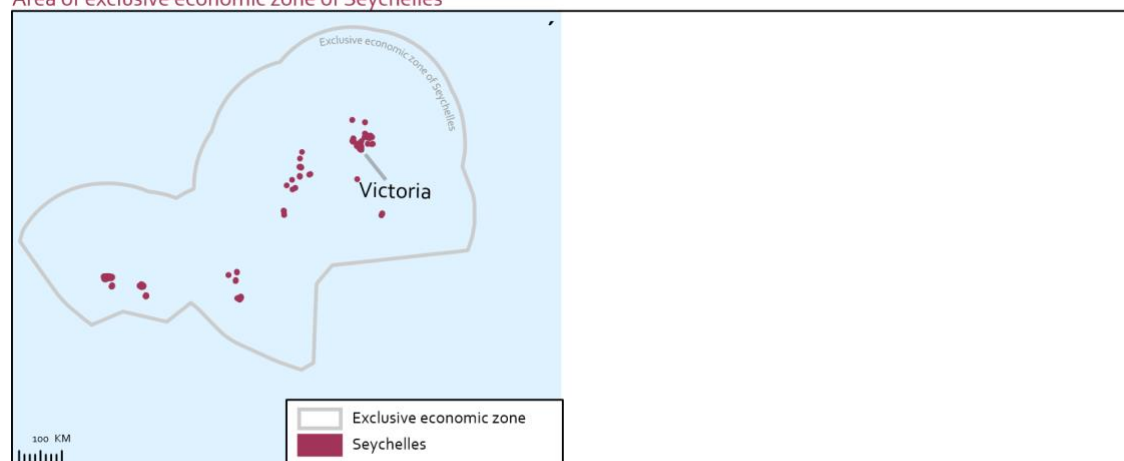 Area of exclusive economic zone of Seychelles
Exclusive economic zone of Seychelles
Victoria
Exclusive economic zone
Seychelles
100 KM